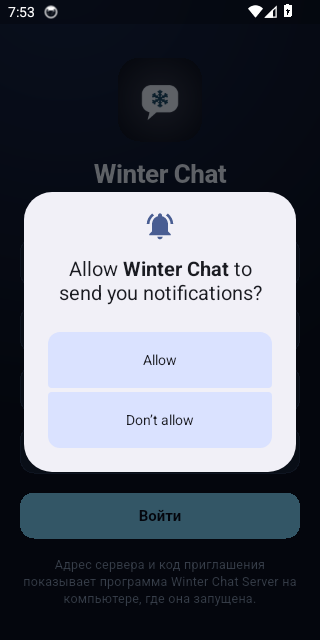 7:53
Winter Chat
Allow Winter Chat to
send you notifications?
Allow
Don't allow
Войти
Адрес сервера и код приглашения
показывает программа Winter Chat Server на
компьютере, где она запущена.